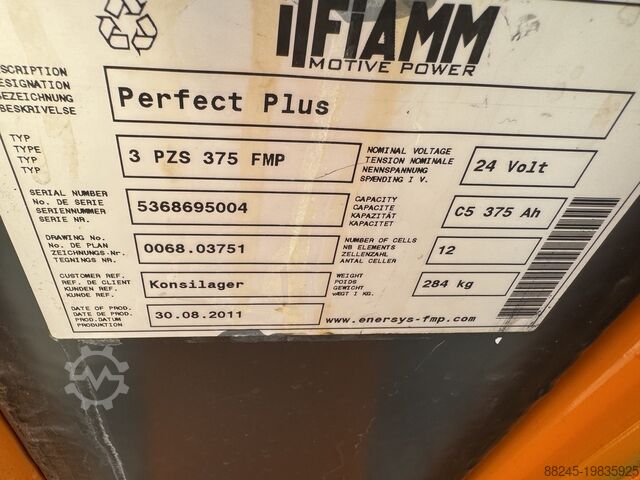 FIAMM
MOTIVE POWER
SCRIPTION
ESIGNATION
BEZEICHNUNG
BESKRIVELSE
Perfect Plus
TYP
TYPE
TYP
TYP
3 PZS 375 FMP
NOMINAL VOLTAGE
TENSION NOMINALE
NENNSPANNUNG
SPÆNDING I V.
24 Volt
SERIAL NUMBER
No. DE SERIE
SERIENNUMMER
SERIE NR.
5368695004
CAPACITY
CAPACITE
KAPAZITÄT
KAPACITET
C5 375 Ah
DRAWING No.
No. DE PLAN
ZEICHNUNGS-Nr.
TEGNINGS NR.
0068.03751
NUMBER OF CELLS
NB ELEMENTS
ZELLENZAHL
ANTAL CELLER
12
CUSTOMER REF.
REF. DE CLIENT
KUNDEN REF.
KUNDE REF.
Konsilager
WEIGHT
POIDS
GEWICHT
VÆGT I KG.
284 kg
DATE OF PROD.
DATE DE PROD.
PROD.DATUM
PRODUKTION
30.08.2011
www.enersys-fmp.com
88245-19835925